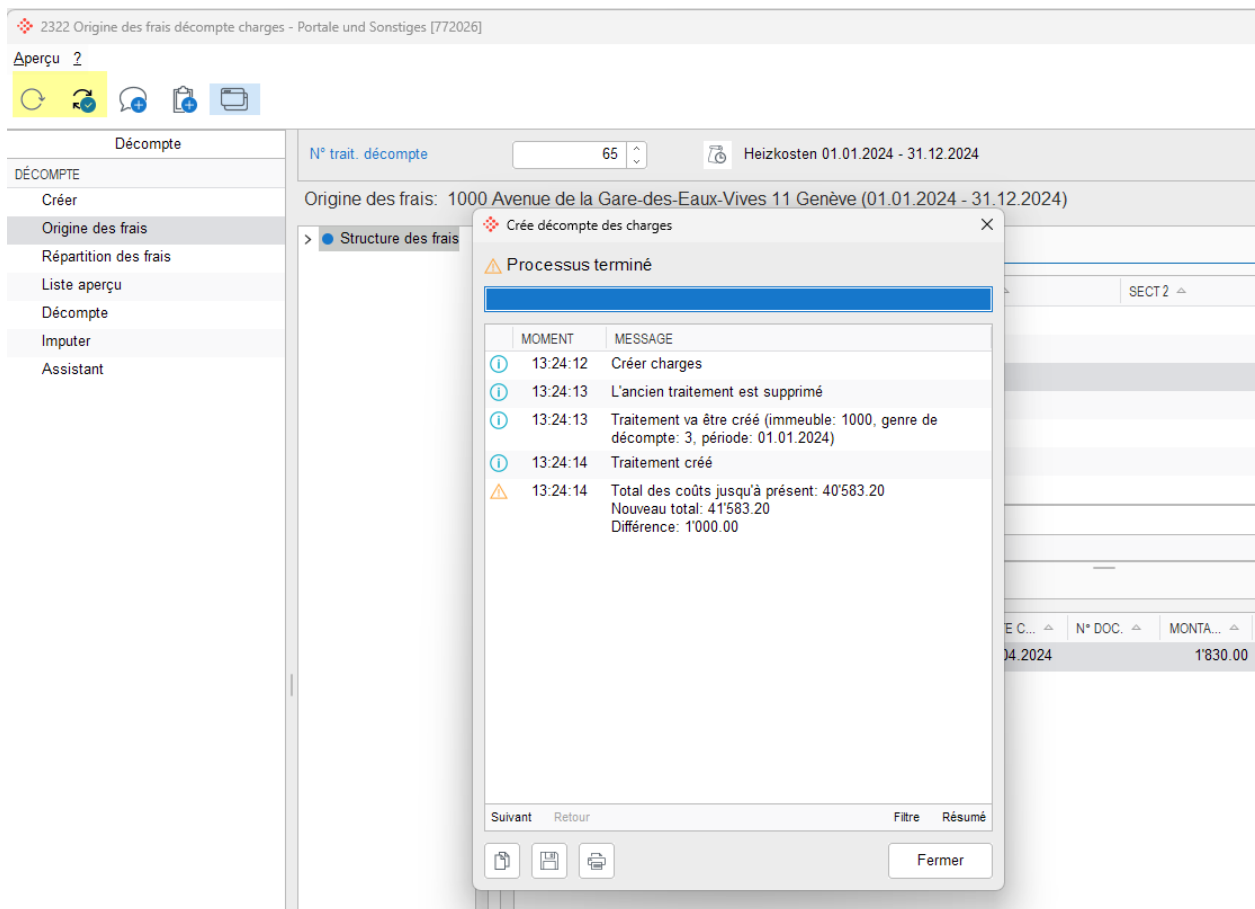 2322 Origine des frais décompte charges - Portale und Sonstiges [772026]
Aperçu ?
Décompte
DÉCOMPTE
Créer
Origine des frais
Répartition des frais
Liste aperçu
Décompte
Imputer
Assistant
N° trait. décompte 65 Heizkosten 01.01.2024 - 31.12.2024
Origine des frais: 1000 Avenue de la Gare-des-Eaux-Vives 11 Genève (01.01.2024 - 31.12.2024)
Structure des frais
SECT 2
Crée décompte des charges
Processus terminé
MOMENT MESSAGE
13:24:12 Créer charges
13:24:13 L'ancien traitement est supprimé
13:24:13 Traitement va être créé (immeuble: 1000, genre de
décompte: 3, période: 01.01.2024)
13:24:14 Traitement créé
13:24:14 Total des coûts jusqu'à présent: 40'583.20
Nouveau total: 41'583.20
Différence: 1'000.00
Suivant Retour Filtre Résumé
Fermer
E C... N° DOC. MONTA...
04.2024 1'830.00